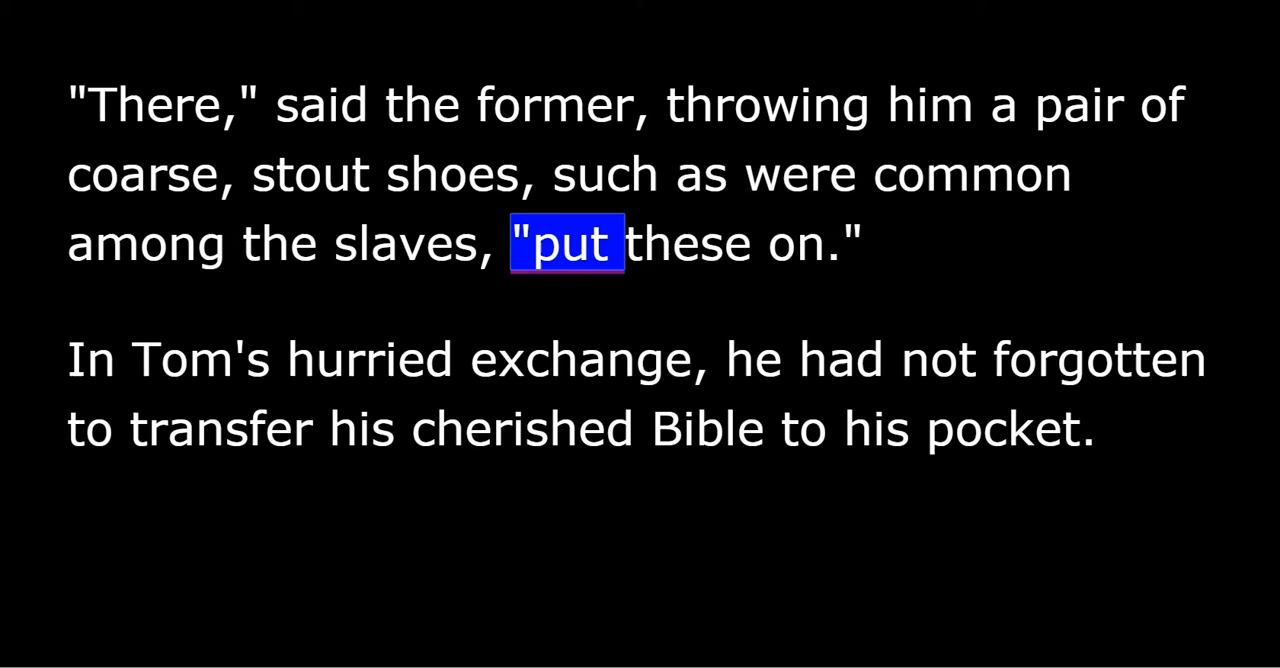 "There," said the former, throwing him a pair of
coarse, stout shoes, such as were common
among the slaves, "put these on."
In Tom's hurried exchange, he had not forgotten
to transfer his cherished Bible to his pocket.